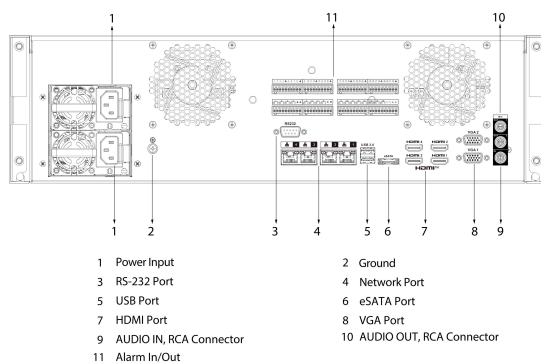 1
11
10
RS232
USB 3.0
eSATA
HDMI 4
HDMI 2
HDMI 3
HDMI 1
HDMI™
VGA 2
VGA 1
1
2
3
4
5
6
7
8
9
1 Power Input
2 Ground
3 RS-232 Port
4 Network Port
5 USB Port
6 eSATA Port
7 HDMI Port
8 VGA Port
9 AUDIO IN, RCA Connector
10 AUDIO OUT, RCA Connector
11 Alarm In/Out